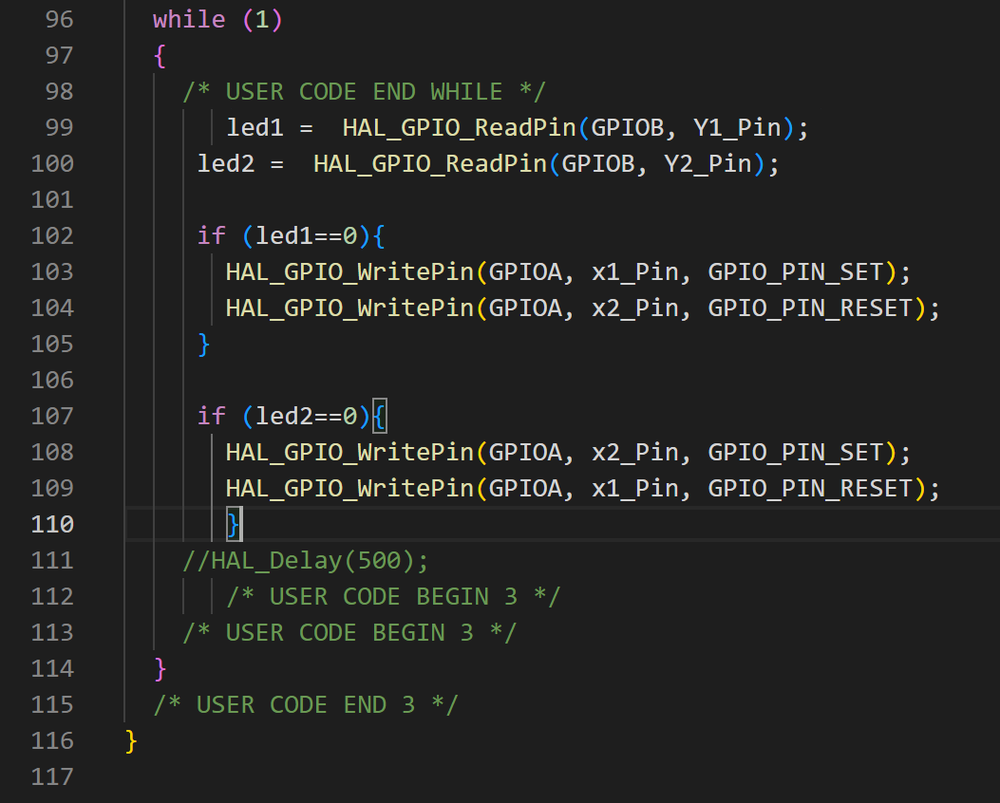 96 while (1)
97 {
98 /* USER CODE END WHILE */
99 led1 =  HAL_GPIO_ReadPin(GPIOB, Y1_Pin);
100 led2 =  HAL_GPIO_ReadPin(GPIOB, Y2_Pin);
101
102 if (led1==0){
103 HAL_GPIO_WritePin(GPIOA, x1_Pin, GPIO_PIN_SET);
104 HAL_GPIO_WritePin(GPIOA, x2_Pin, GPIO_PIN_RESET);
105 }
106
107 if (led2==0){
108 HAL_GPIO_WritePin(GPIOA, x2_Pin, GPIO_PIN_SET);
109 HAL_GPIO_WritePin(GPIOA, x1_Pin, GPIO_PIN_RESET);
110 }
111 //HAL_Delay(500);
112 /* USER CODE BEGIN 3 */
113 /* USER CODE BEGIN 3 */
114 }
115 /* USER CODE END 3 */
116 }
117